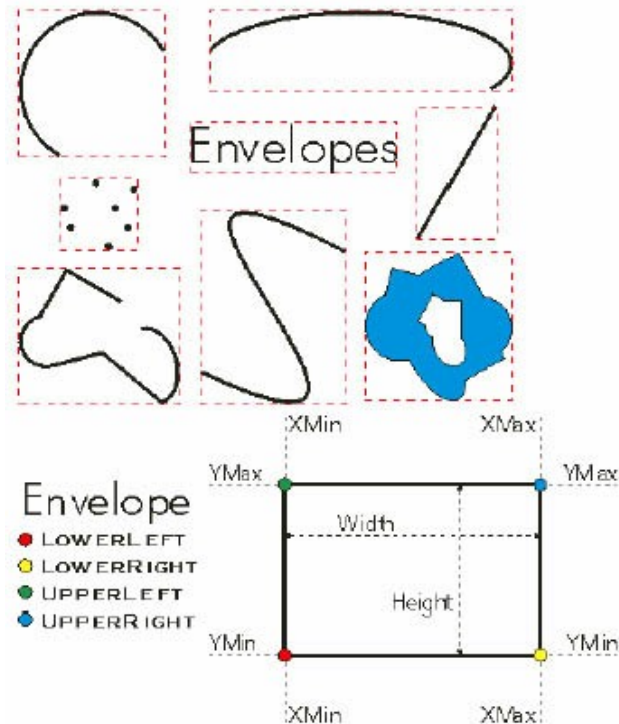 Envelopes
XMin XMax
YMax YMax
Envelope
LOWERLEFT
LOWERRIGHT
UPPERLEFT
UPPERRIGHT
Width
Height
YMin YMin
XMin XMax